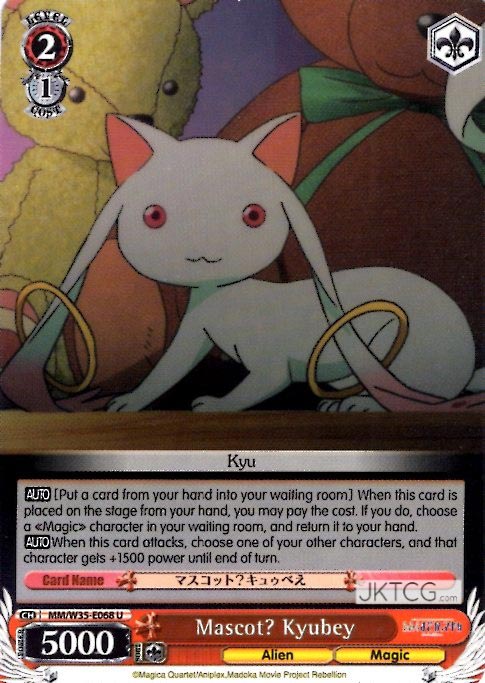 LEVEL
2
1
COST
Kyu
AUTO [Put a card from your hand into your waiting room] When this card is
placed on the stage from your hand, you may pay the cost. If you do, choose
a «Magic» character in your waiting room, and return it to your hand.
AUTO When this card attacks, choose one of your other characters, and that
character gets +1500 power until end of turn.
Card Name マスコット?キュゥべえ
JKTCG.com
CH MM/W35-E068 U
POWER 5000
Mascot? Kyubey
SOUL
Alien Magic
©Magica Quartet/Aniplex,Madoka Movie Project Rebellion